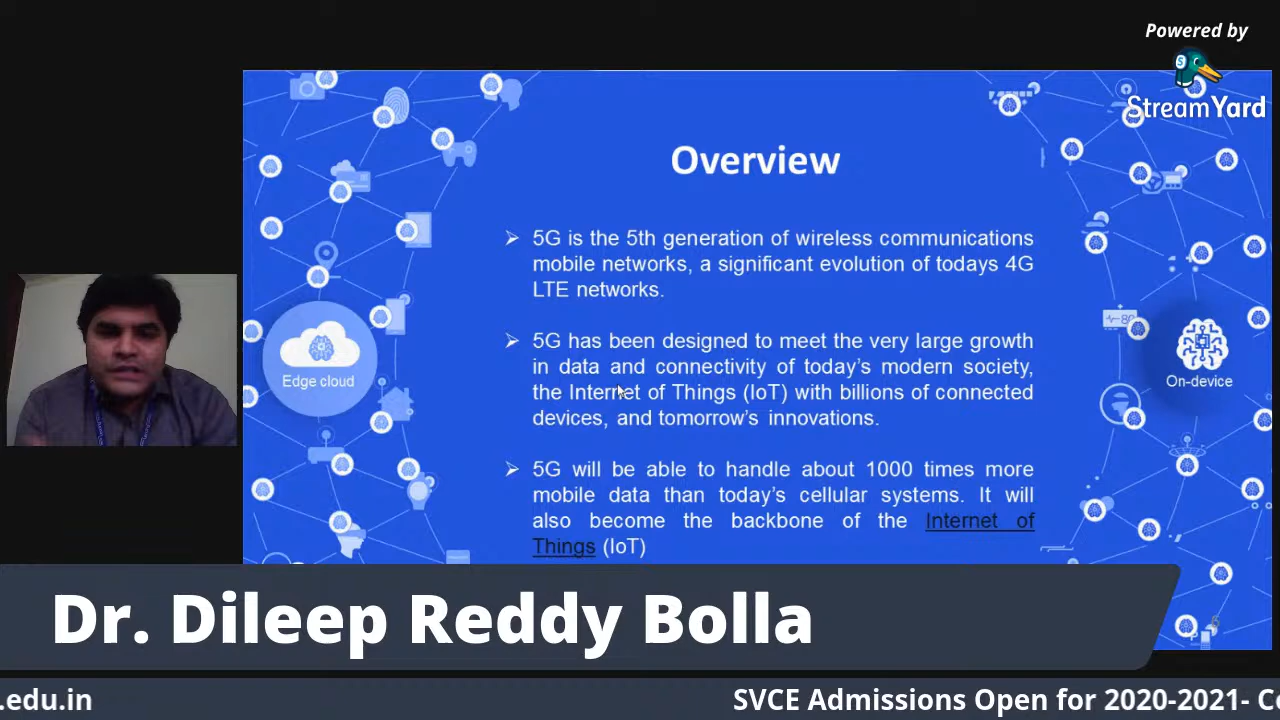 Powered by
StreamYard
Overview
➢ 5G is the 5th generation of wireless communications
mobile networks, a significant evolution of todays 4G
LTE networks.
➢ 5G has been designed to meet the very large growth
in data and connectivity of today's modern society,
the Internet of Things (IoT) with billions of connected
devices, and tomorrow's innovations.
➢ 5G will be able to handle about 1000 times more
mobile data than today's cellular systems. It will
also become the backbone of the Internet of
Things (IoT)
Edge cloud
On-device
Dr. Dileep Reddy Bolla
.edu.in
SVCE Admissions Open for 2020-2021-